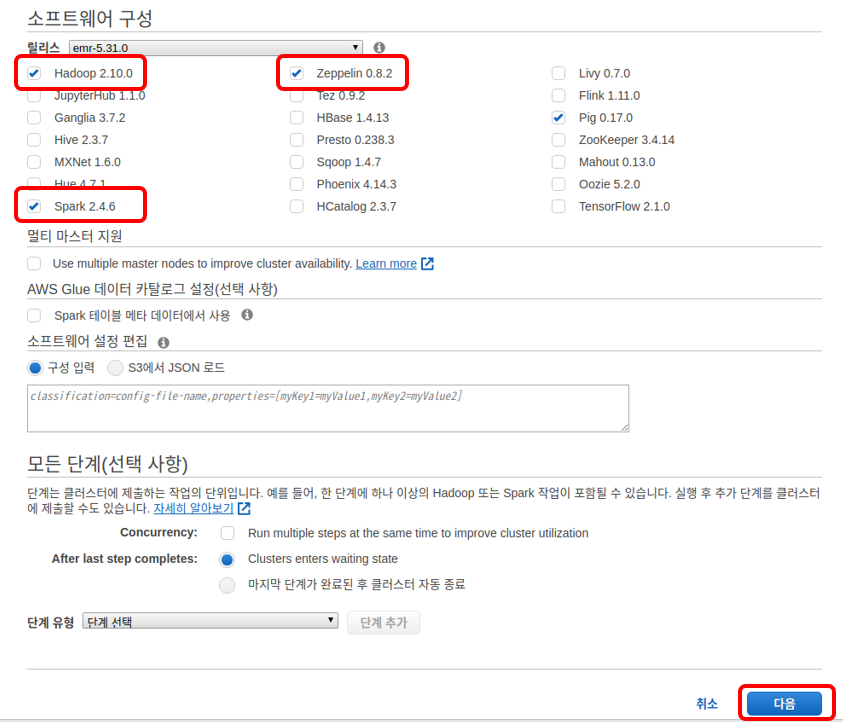 소프트웨어 구성
릴리스 emr-5.31.0
Hadoop 2.10.0 Zeppelin 0.8.2 Livy 0.7.0
JupyterHub 1.1.0 Tez 0.9.2 Flink 1.11.0
Ganglia 3.7.2 HBase 1.4.13 Pig 0.17.0
Hive 2.3.7 Presto 0.238.3 ZooKeeper 3.4.14
MXNet 1.6.0 Sqoop 1.4.7 Mahout 0.13.0
Hue 4.7.1 Phoenix 4.14.3 Oozie 5.2.0
Spark 2.4.6 HCatalog 2.3.7 TensorFlow 2.1.0
멀티 마스터 지원
Use multiple master nodes to improve cluster availability. Learn more
AWS Glue 데이터 카탈로그 설정(선택 사항)
Spark 테이블 메타 데이터에서 사용
소프트웨어 설정 편집
구성 입력 S3에서 JSON 로드
classification=config-file-name,properties=[myKey1=myValue1,myKey2=myValue2]
모든 단계(선택 사항)
단계는 클러스터에 제출하는 작업의 단위입니다. 예를 들어, 한 단계에 하나 이상의 Hadoop 또는 Spark 작업이 포함될 수 있습니다. 실행 후 추가 단계를 클러스터
에 제출할 수도 있습니다. 자세히 알아보기
Concurrency: Run multiple steps at the same time to improve cluster utilization
After last step completes: Clusters enters waiting state
마지막 단계가 완료된 후 클러스터 자동 종료
단계 유형 단계 선택 단계 추가
취소 다음